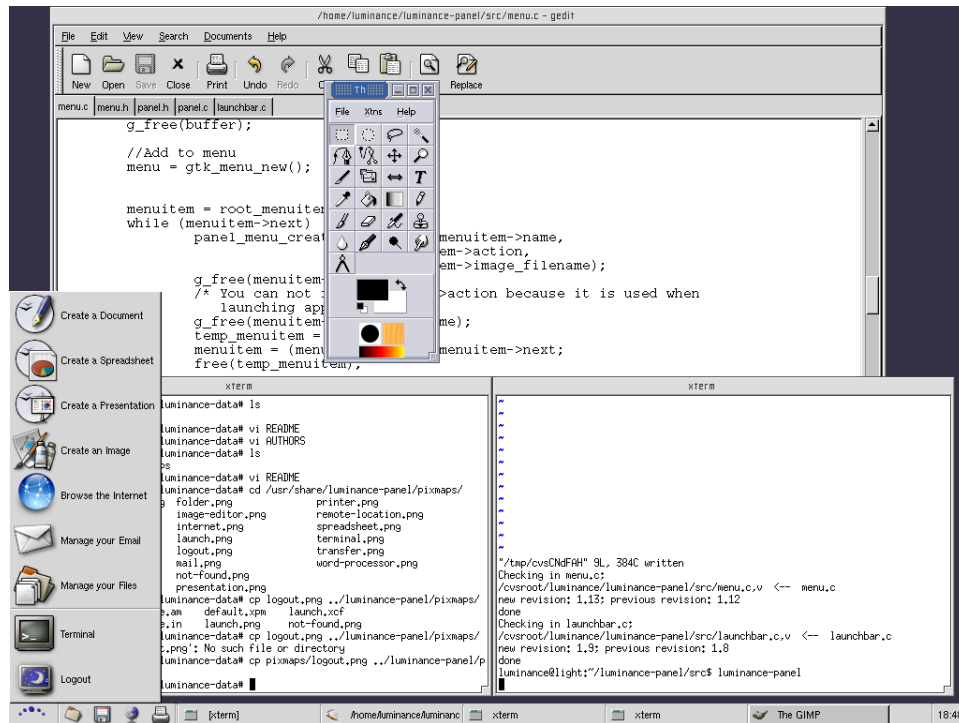 /home/luminance/luminance-panel/src/menu.c - gedit
File Edit View Search Documents Help
New Open Save Close Print Undo Redo Replace
menu.c menu.h panel.h panel.c launchbar.c
g_free(buffer);
//Add to menu
menu = gtk_menu_new();
menuitem = root_menuite
while (menuitem->next)
panel_menu_creat menuitem->name,
em->action,
em->image_filename);
g_free(menuitem-
/* You can not >action because it is used when
launching app
g_free(menuitem- me);
temp_menuitem =
menuitem = (menu menuitem->next;
free(temp_menuitem);
Th
File Xtns Help
Create a Document
Create a Spreadsheet
Create a Presentation
Create an Image
Browse the Internet
Manage your Email
Manage your Files
Terminal
Logout
xterm
luminance-data# ls
luminance-data# vi README
luminance-data# vi AUTHORS
luminance-data# ls
ps
luminance-data# vi README
luminance-data# cd /usr/share/luminance-panel/pixmaps/
g folder.png printer.png
image-editor.png remote-location.png
internet.png spreadsheet.png
launch.png terminal.png
logout.png transfer.png
mail.png word-processor.png
not-found.png
presentation.png
luminance-data# cp logout.png ../luminance-panel/pixmaps/
e.am default.xpm launch.xcf
e.in launch.png not-found.png
luminance-data# cp logout.png ../luminance-panel/pixmaps/
t.png': No such file or directory
luminance-data# cp pixmaps/logout.png ../luminance-panel/p
luminance-data#
xterm
~
~
~
~
~
~
~
~
~
~
~
~
~
"/tmp/cvsCNdFAH" 9L, 384C written
Checking in menu.c;
/cvsroot/luminance/luminance-panel/src/menu.c,v <-- menu.c
new revision: 1.13; previous revision: 1.12
done
Checking in launchbar.c;
/cvsroot/luminance/luminance-panel/src/launchbar.c,v <-- launchbar.c
new revision: 1.9; previous revision: 1.8
done
luminance@light:~/luminance-panel/src$ luminance-panel
[xterm] /home/luminance/luminanc xterm xterm The GIMP 18:48